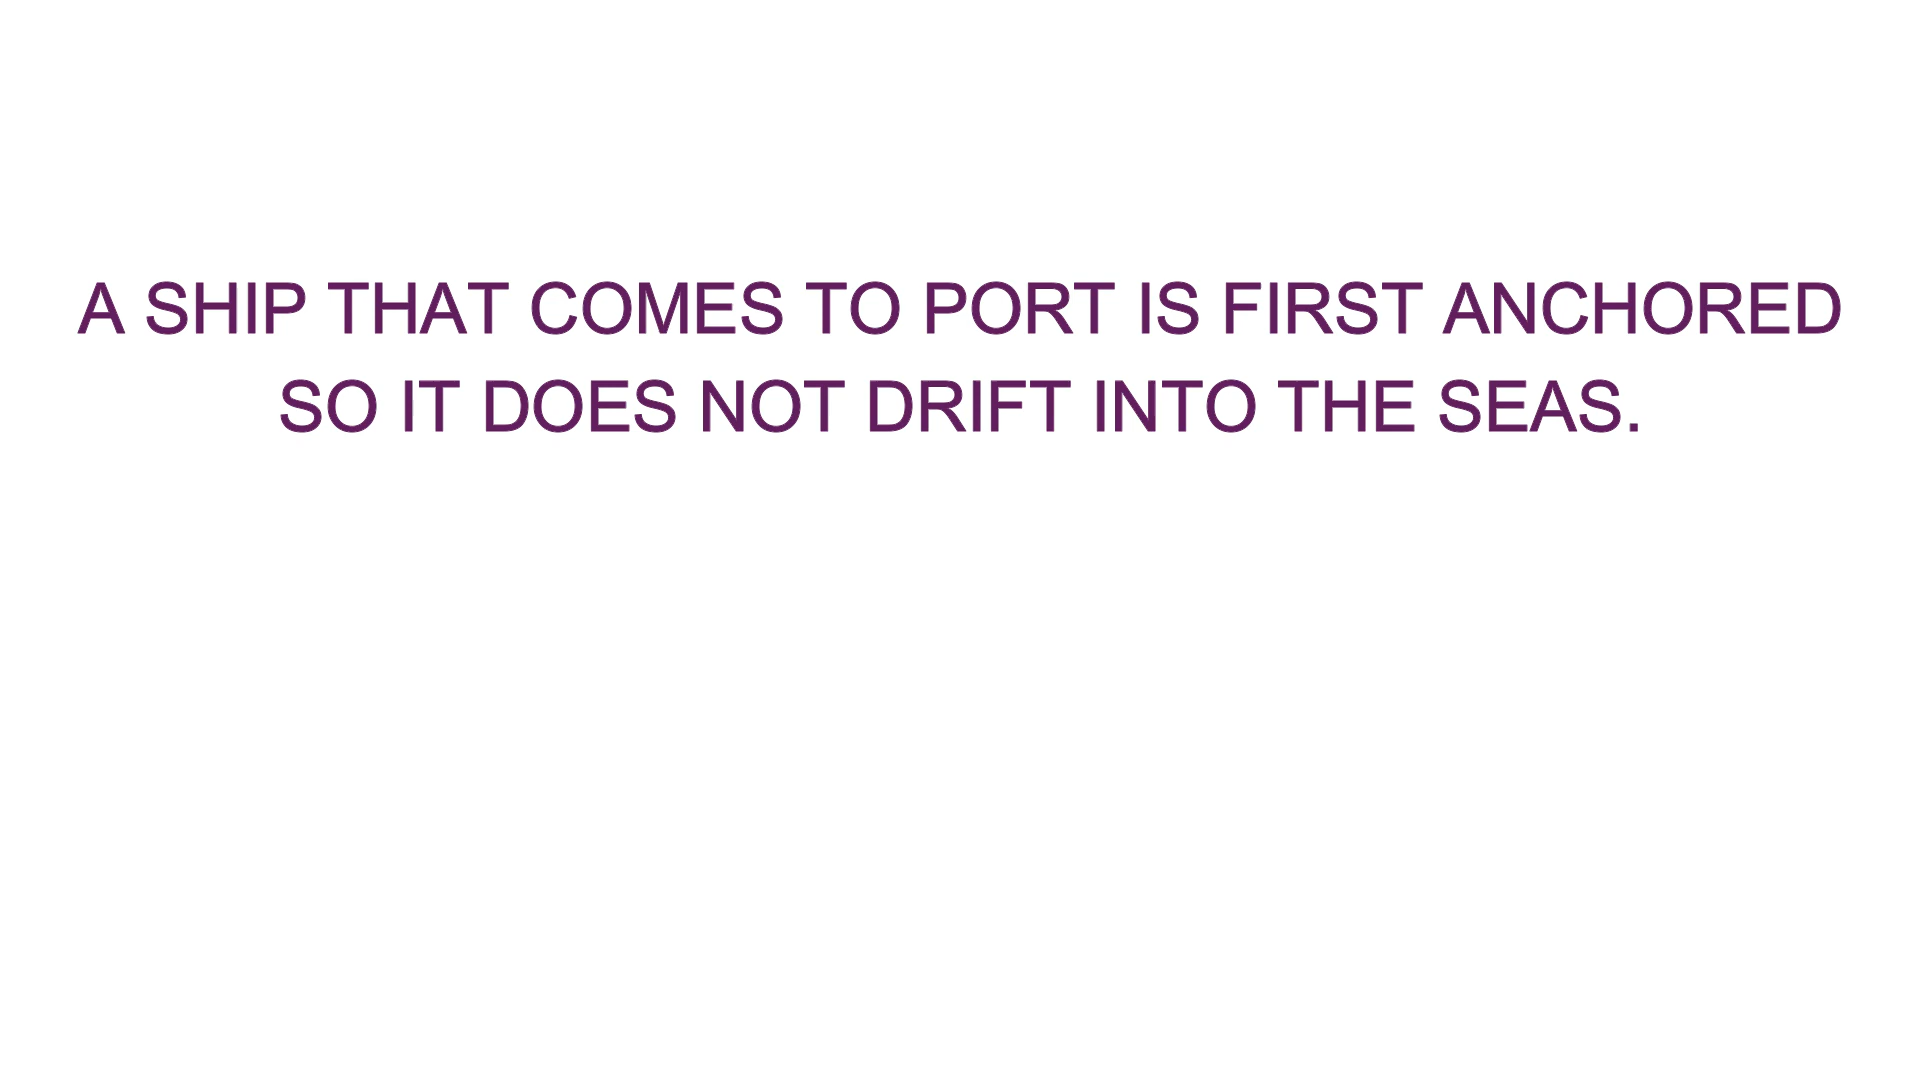 A SHIP THAT COMES TO PORT IS FIRST ANCHORED
SO IT DOES NOT DRIFT INTO THE SEAS.